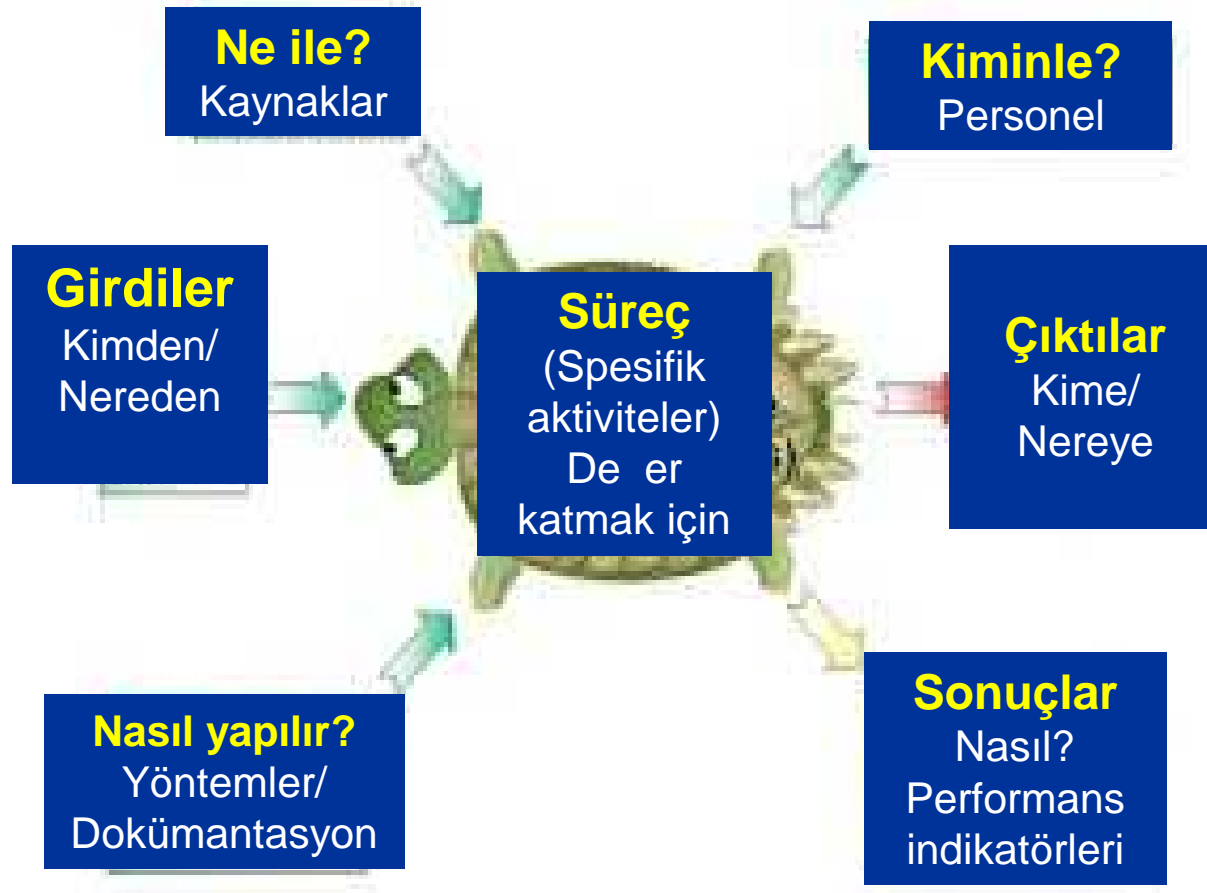 Ne ile?
Kaynaklar
Kiminle?
Personel
Girdiler
Kimden/
Nereden
Süreç
(Spesifik
aktiviteler)
De er
katmak için
Çıktılar
Kime/
Nereye
Nasıl yapılır?
Yöntemler/
Dokümantasyon
Sonuçlar
Nasıl?
Performans
indikatörleri